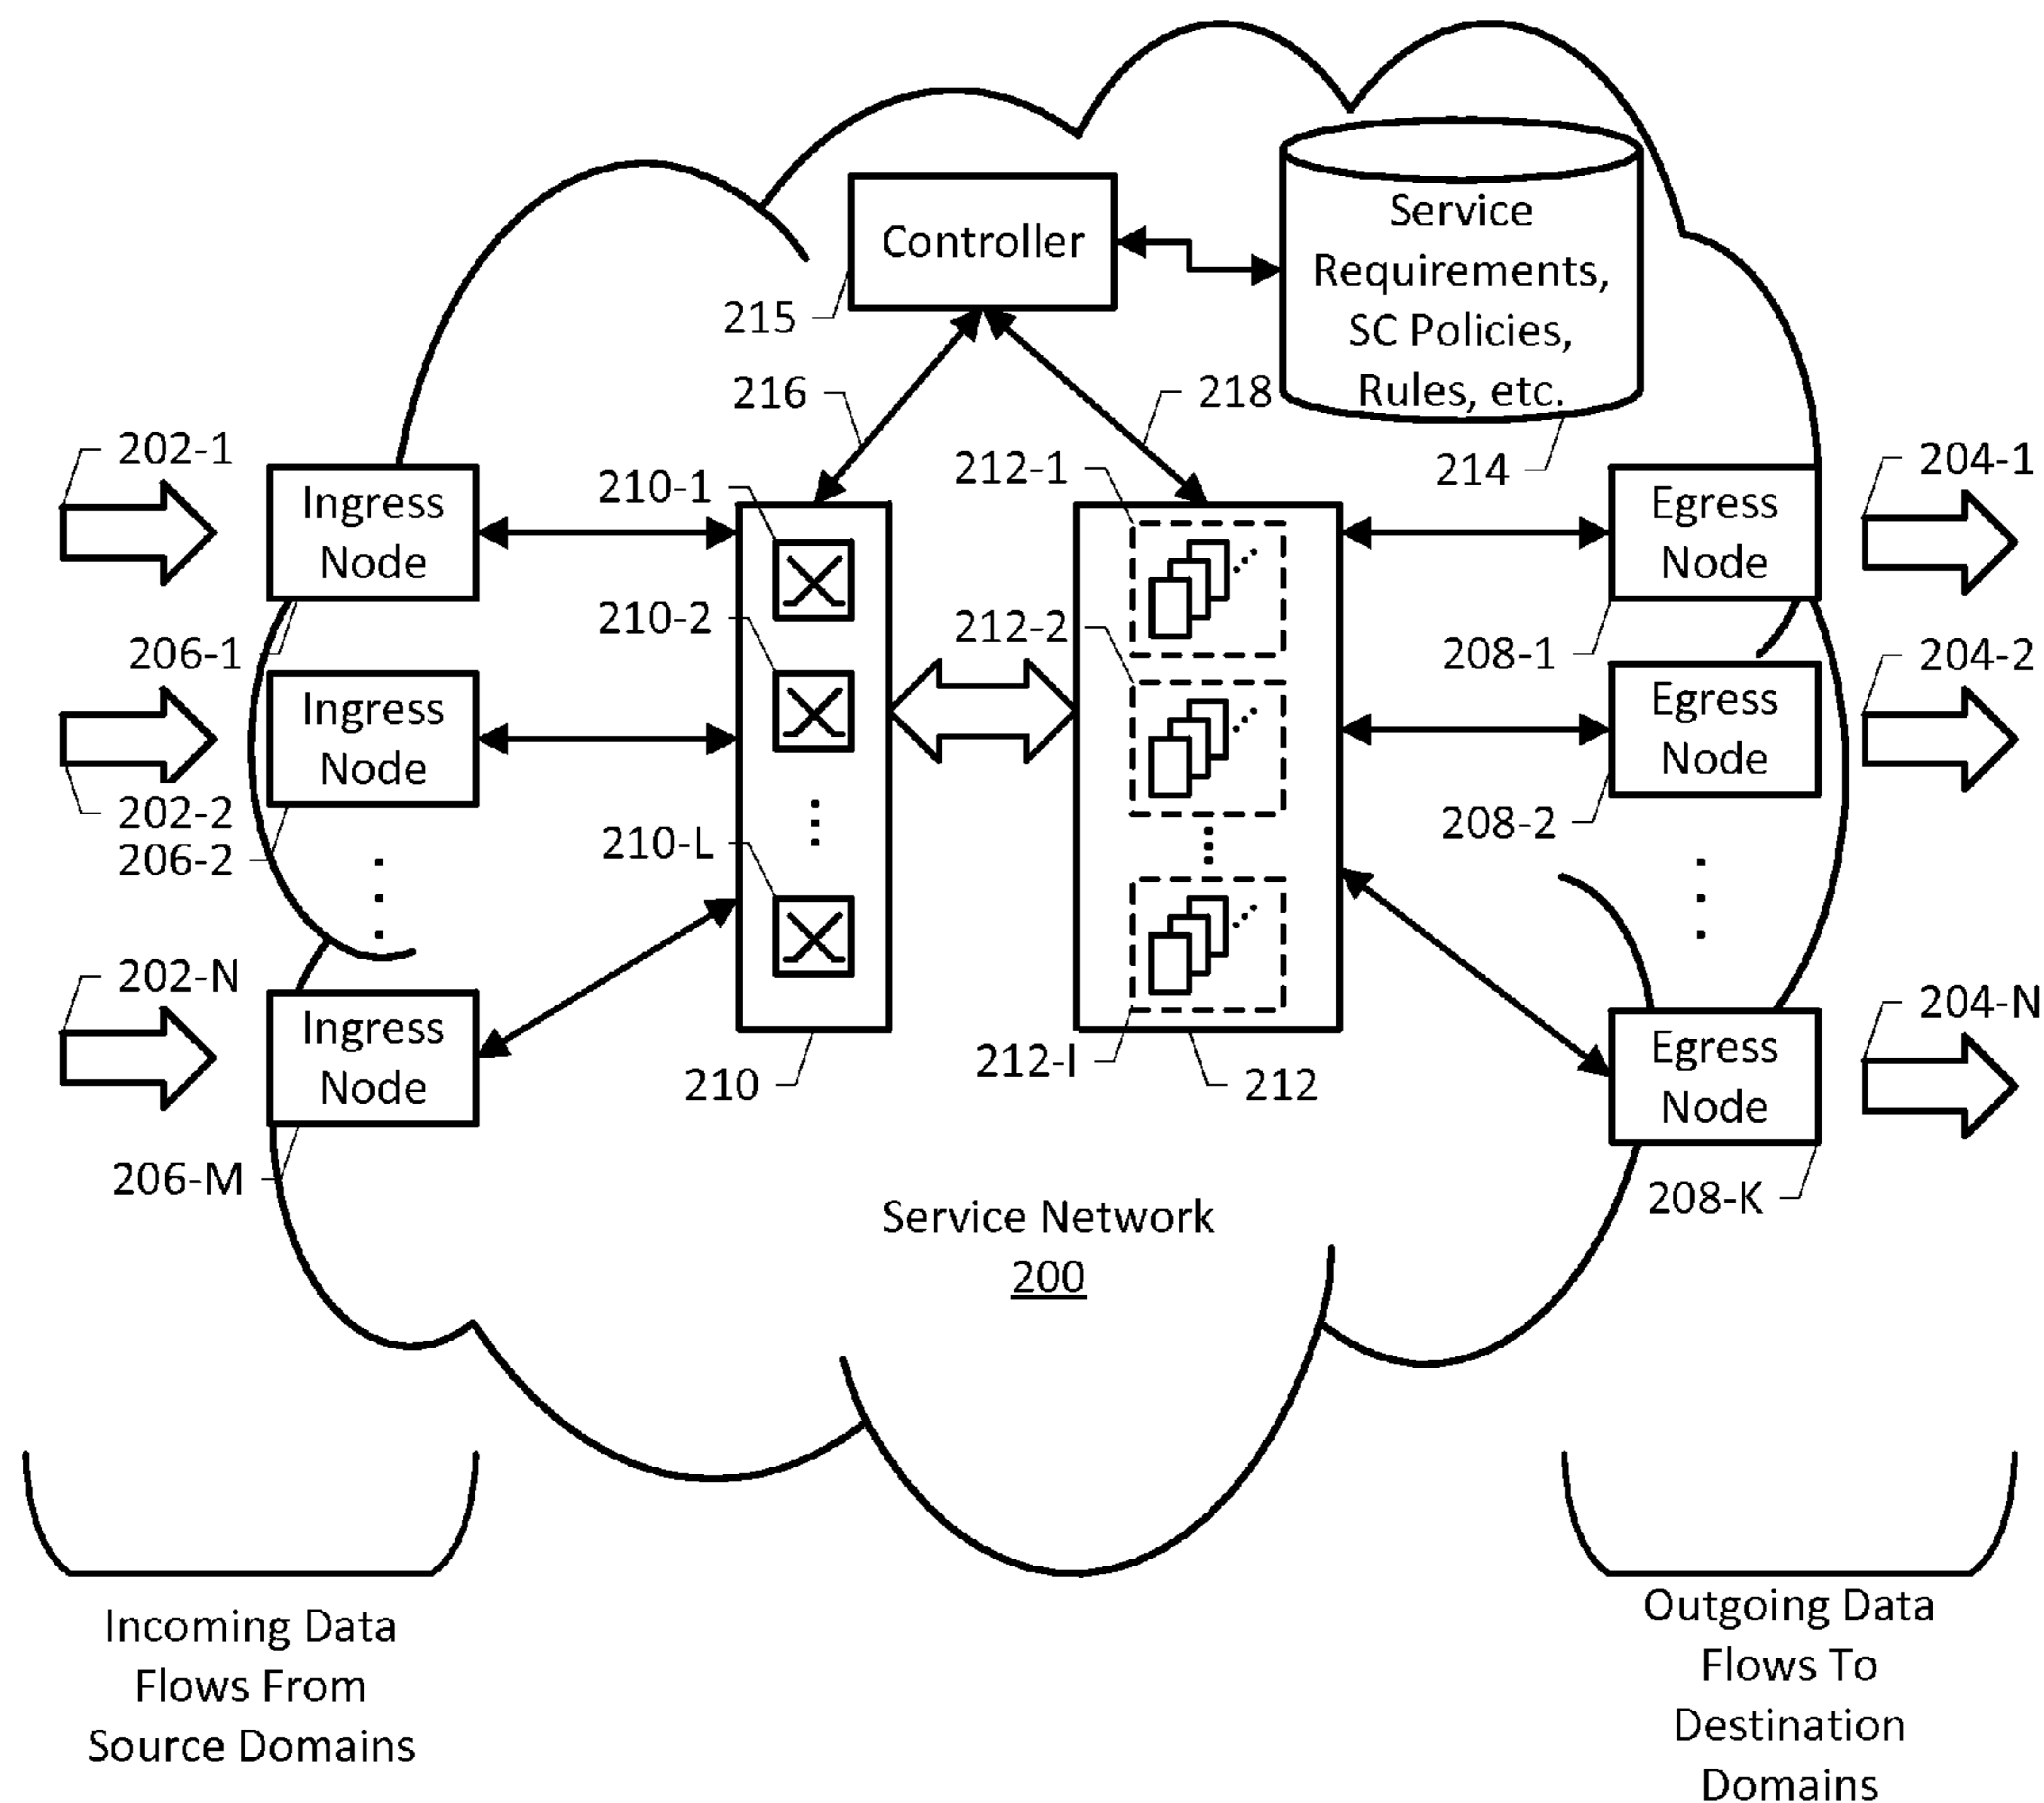 Controller
Service
Requirements,
SC Policies,
Rules, etc.
215
216
218
214
202-1
Ingress
Node
206-1
210-1
212-1
Egress
Node
204-1
208-1
210-2
212-2
202-2
Ingress
Node
206-2
Egress
Node
204-2
208-2
210-L
202-N
Ingress
Node
206-M
210
212-I
212
Egress
Node
204-N
208-K
Service Network
200
Incoming Data
Flows From
Source Domains
Outgoing Data
Flows To
Destination
Domains